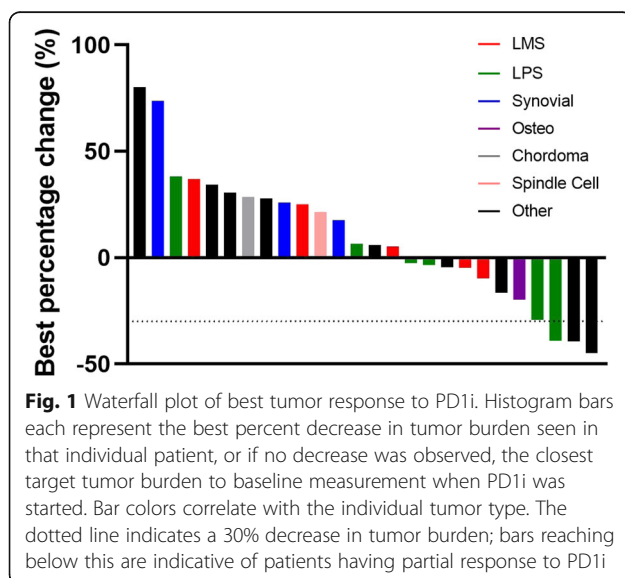 Best percentage change (%)
100
50
0
-50
LMS
LPS
Synovial
Osteo
Chordoma
Spindle Cell
Other
Fig. 1 Waterfall plot of best tumor response to PD1i. Histogram bars
each represent the best percent decrease in tumor burden seen in
that individual patient, or if no decrease was observed, the closest
target tumor burden to baseline measurement when PD1i was
started. Bar colors correlate with the individual tumor type. The
dotted line indicates a 30% decrease in tumor burden; bars reaching
below this are indicative of patients having partial response to PD1i